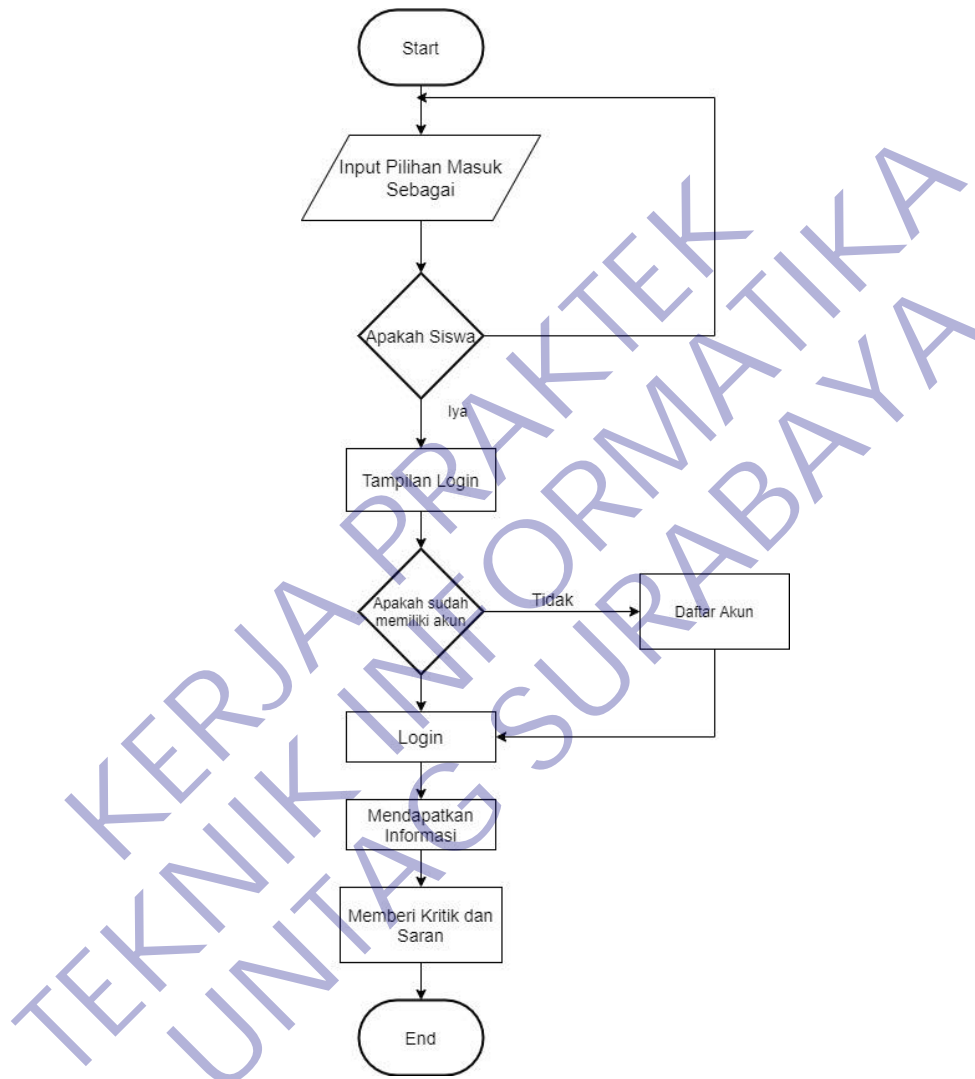 Start
Input Pilihan Masuk
Sebagai
Apakah Siswa
Iya
Tampilan Login
Apakah sudah
memiliki akun
Tidak
Daftar Akun
Login
Mendapatkan
Informasi
Memberi Kritik dan
Saran
End
KERJA PRAKTEK
TEKNIK INFORMATIKA
UNTAG SURABAYA